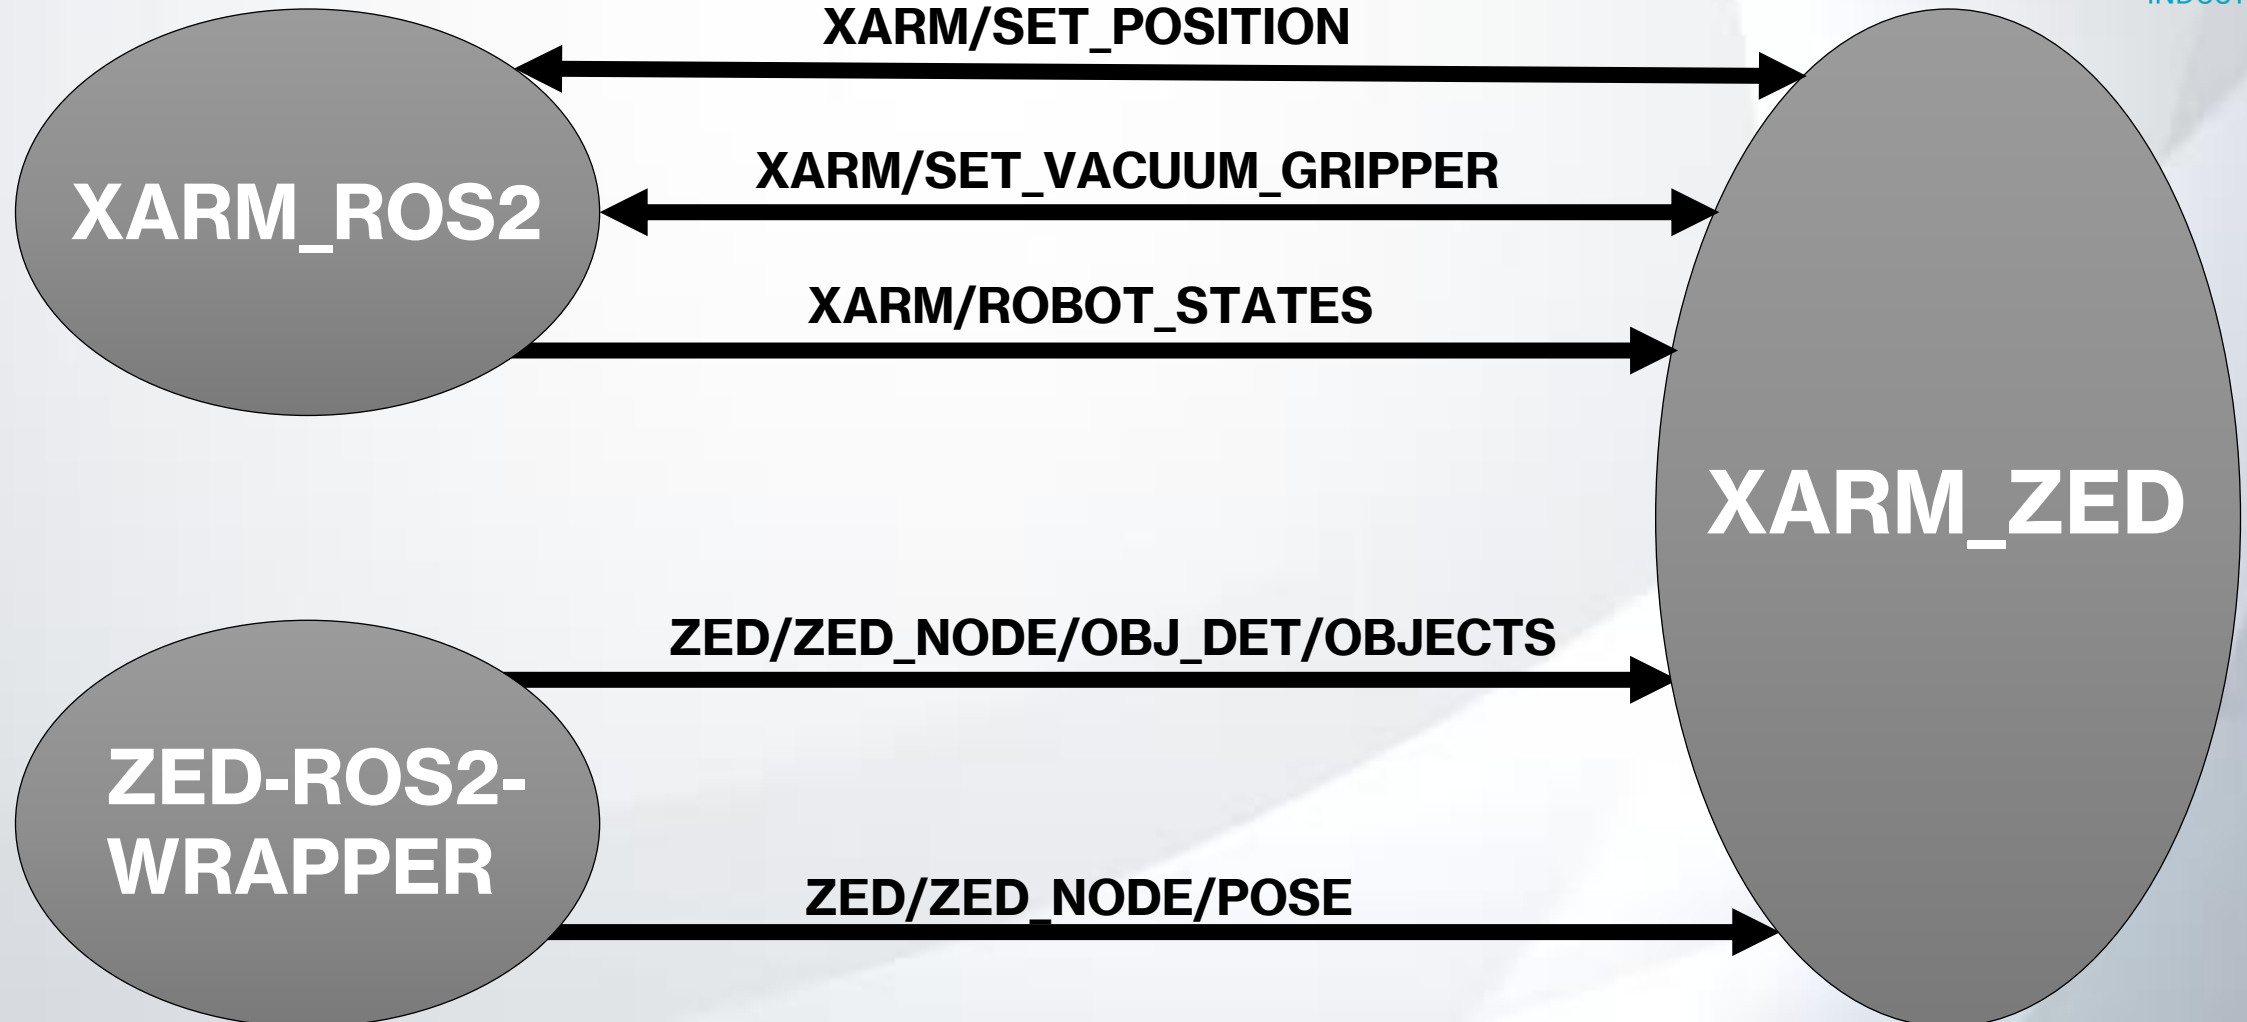 XARM/SET_POSITION
XARM/SET_VACUUM_GRIPPER
XARM_ROS2
XARM/ROBOT_STATES
XARM_ZED
ZED/ZED_NODE/OBJ_DET/OBJECTS
ZED-ROS2-
WRAPPER
ZED/ZED_NODE/POSE